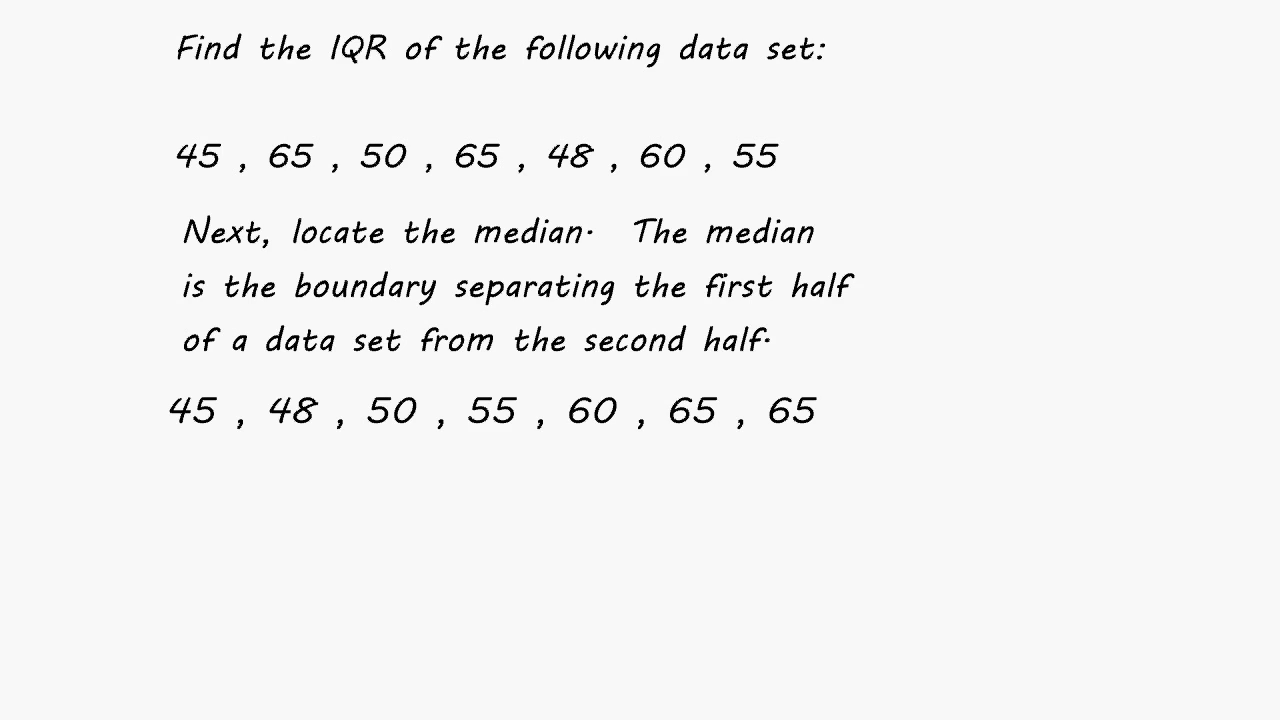 Find the IQR of the following data set:
45 , 65 , 50 , 65 , 48 , 60 , 55
Next, locate the median. The median
is the boundary separating the first half
of a data set from the second half.
45 , 48 , 50 , 55 , 60 , 65 , 65